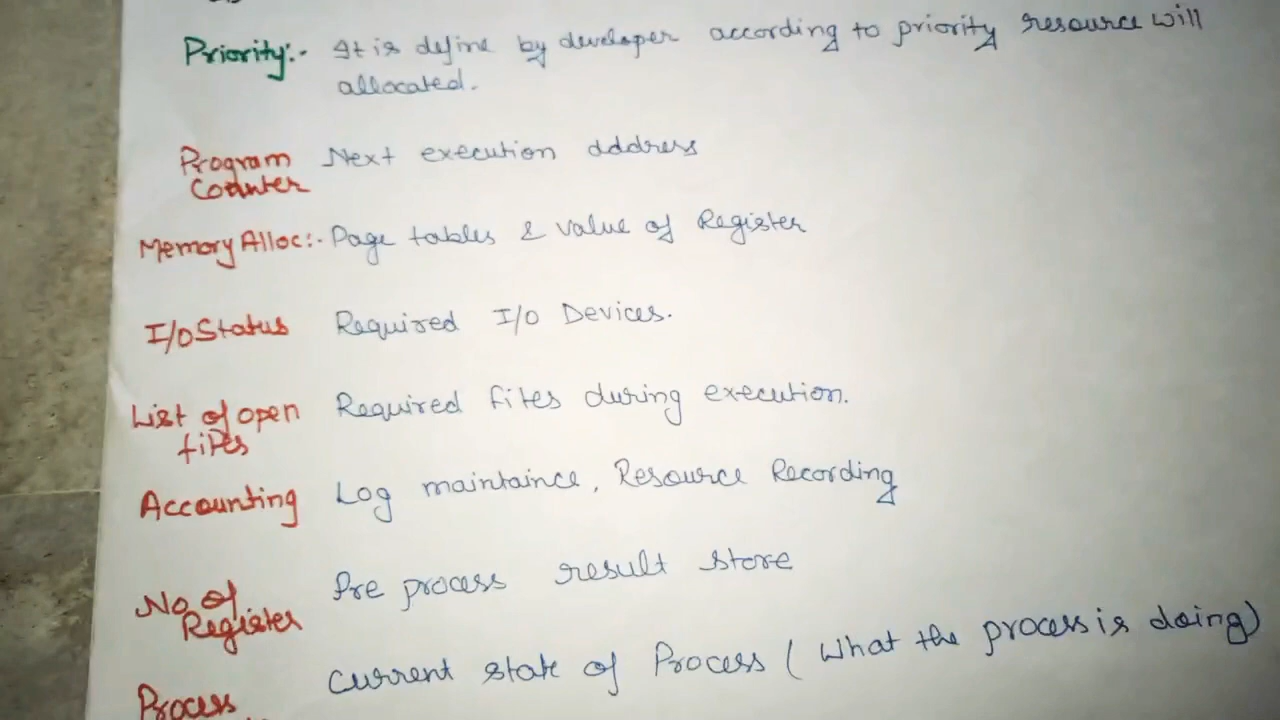 Priority:- It is define by developer according to priority resource will
allocated.
Program Next execution address
Counter
Memory Alloc:- Page tables & value of Register
I/O Status Required I/O Devices.
List of open Required files during execution.
files
Accounting Log maintaince, Resource Recording
No of Pre process result store
Register
Process Current state of Process (What the process is doing)